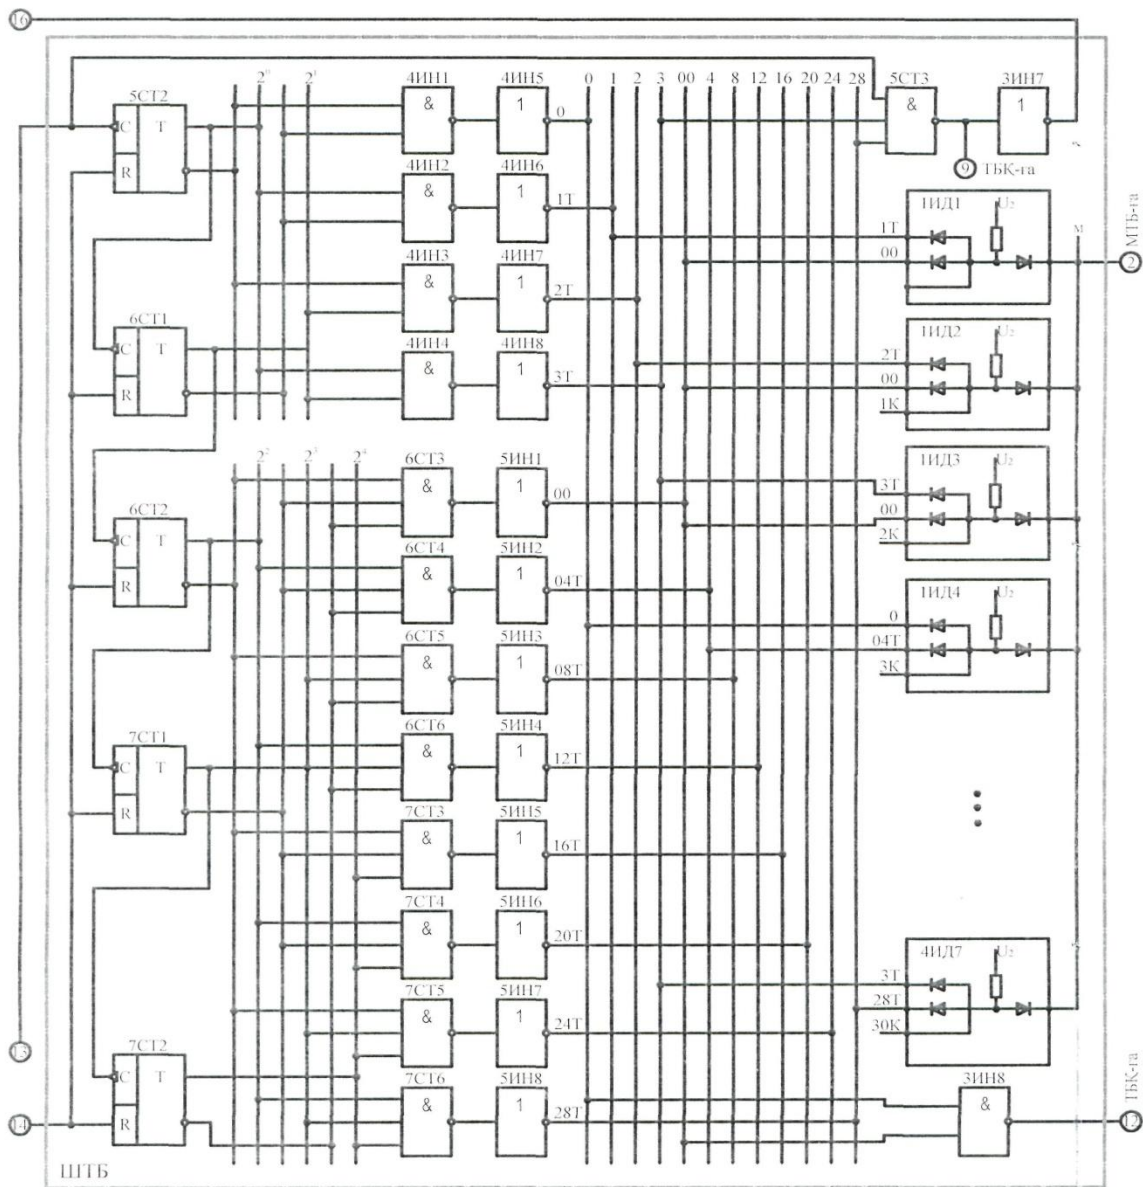 16
0 1 2 3 00 4 8 12 16 20 24 28
2⁰ 2¹
5СТ2
С Т
R
4ИН1
&
4ИН5
1
0
5СТ3
&
3ИН7
1
9 ТБҚ-га
4ИН2
&
4ИН6
1
1Т
1ИД1
U₂
1Т
00
М
2
МТБ-га
4ИН3
&
4ИН7
1
2Т
6СТ1
С Т
R
1ИД2
U₂
2Т
00
1К
4ИН4
&
4ИН8
1
3Т
2² 2³ 2⁴
6СТ3
&
5ИН1
1
00
1ИД3
U₂
3Т
00
2К
6СТ2
С Т
R
6СТ4
&
5ИН2
1
04Т
1ИД4
U₂
0
04Т
3К
6СТ5
&
5ИН3
1
08Т
7СТ1
С Т
R
6СТ6
&
5ИН4
1
12Т
7СТ3
&
5ИН5
1
16Т
7СТ4
&
5ИН6
1
20Т
4ИД7
U₂
3Т
28Т
30К
7СТ5
&
5ИН7
1
24Т
13
7СТ2
С Т
R
14
7СТ6
&
5ИН8
1
28Т
3ИН8
&
12
ТБҚ-га
ШТБ